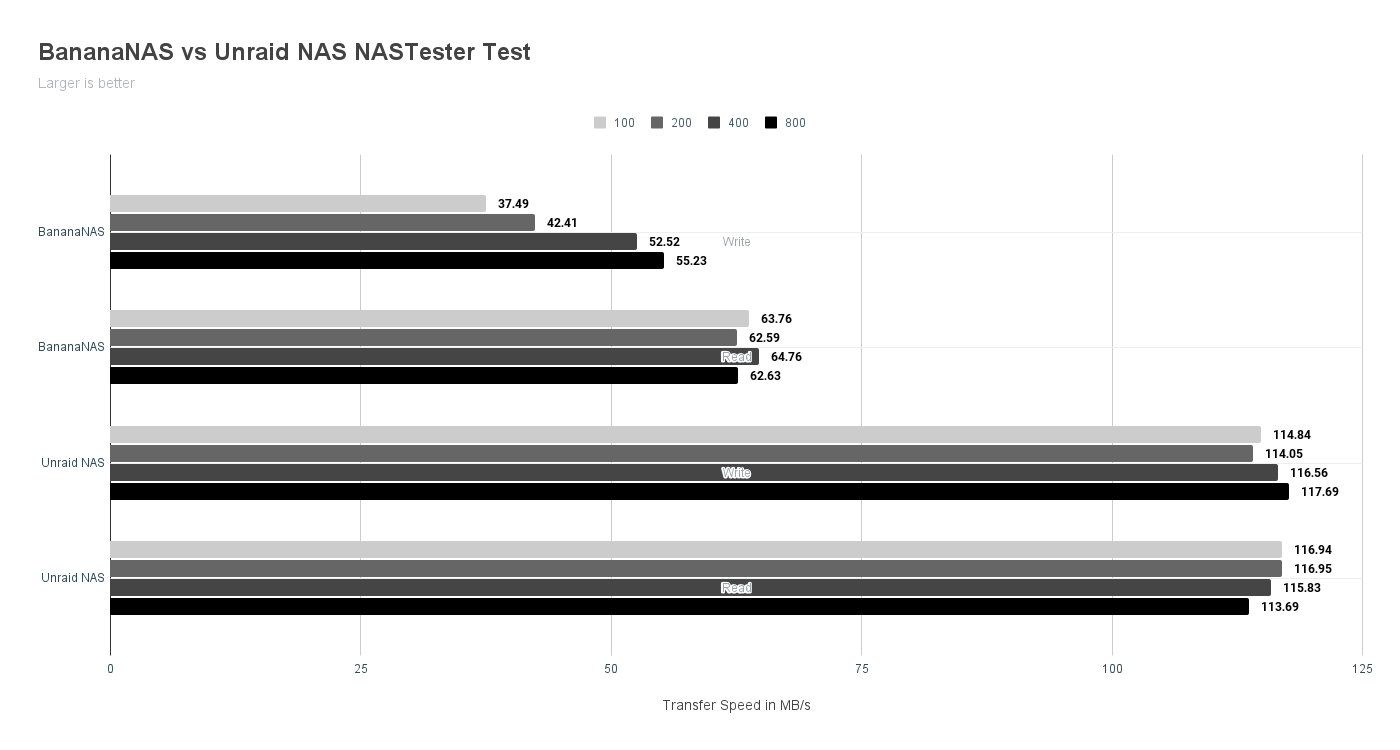 BananaNAS vs Unraid NAS NASTester Test
Larger is better
100 200 400 800
37.49
42.41
BananaNAS
52.52 Write
55.23
63.76
62.59
BananaNAS
Read 64.76
62.63
114.84
114.05
Unraid NAS
Write 116.56
117.69
116.94
116.95
Unraid NAS
Read 115.83
113.69
0 25 50 75 100 125
Transfer Speed in MB/s